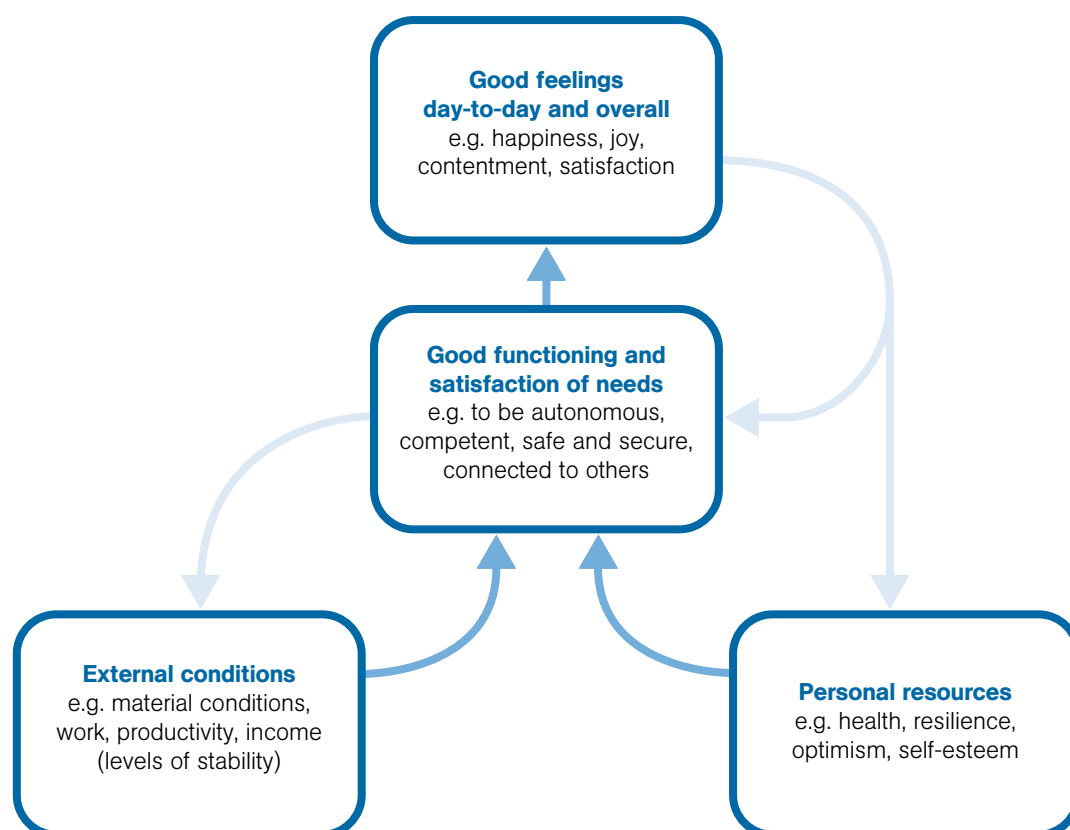 Good feelings
day-to-day and overall
e.g. happiness, joy,
contentment, satisfaction
Good functioning and
satisfaction of needs
e.g. to be autonomous,
competent, safe and secure,
connected to others
External conditions
e.g. material conditions,
work, productivity, income
(levels of stability)
Personal resources
e.g. health, resilience,
optimism, self-esteem